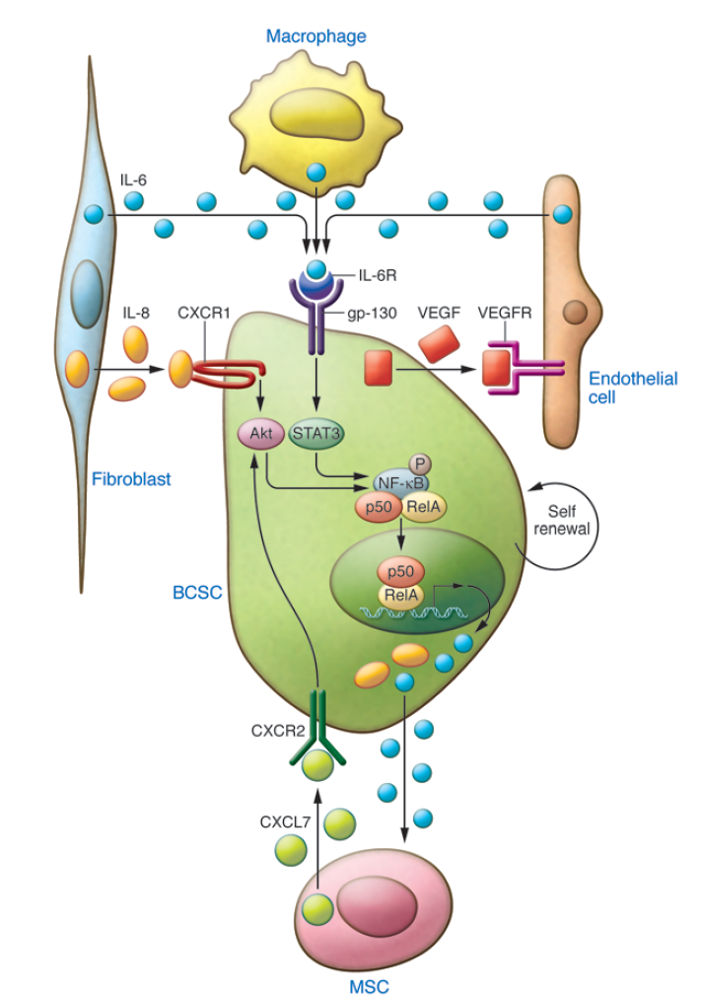 Macrophage
IL-6
IL-6R
IL-8
CXCR1
gp-130
VEGF
VEGFR
Endothelial
cell
Akt
STAT3
P
NF-κB
p50
RelA
Fibroblast
Self
renewal
p50
RelA
BCSC
CXCR2
CXCL7
MSC